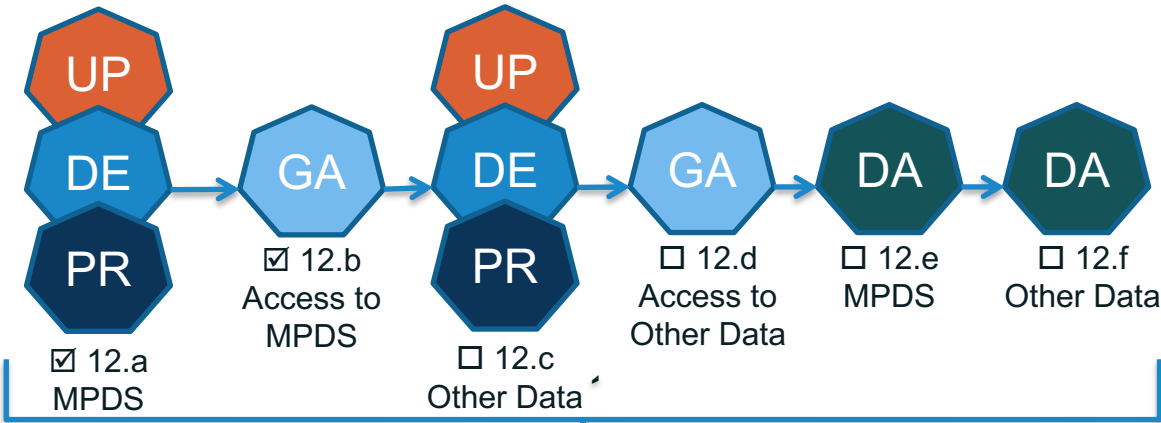 UP
DE
PR
☑ 12.a
MPDS
GA
☑ 12.b
Access to
MPDS
UP
DE
PR
☐ 12.c
Other Data
GA
☐ 12.d
Access to
Other Data
DA
☐ 12.e
MPDS
DA
☐ 12.f
Other Data